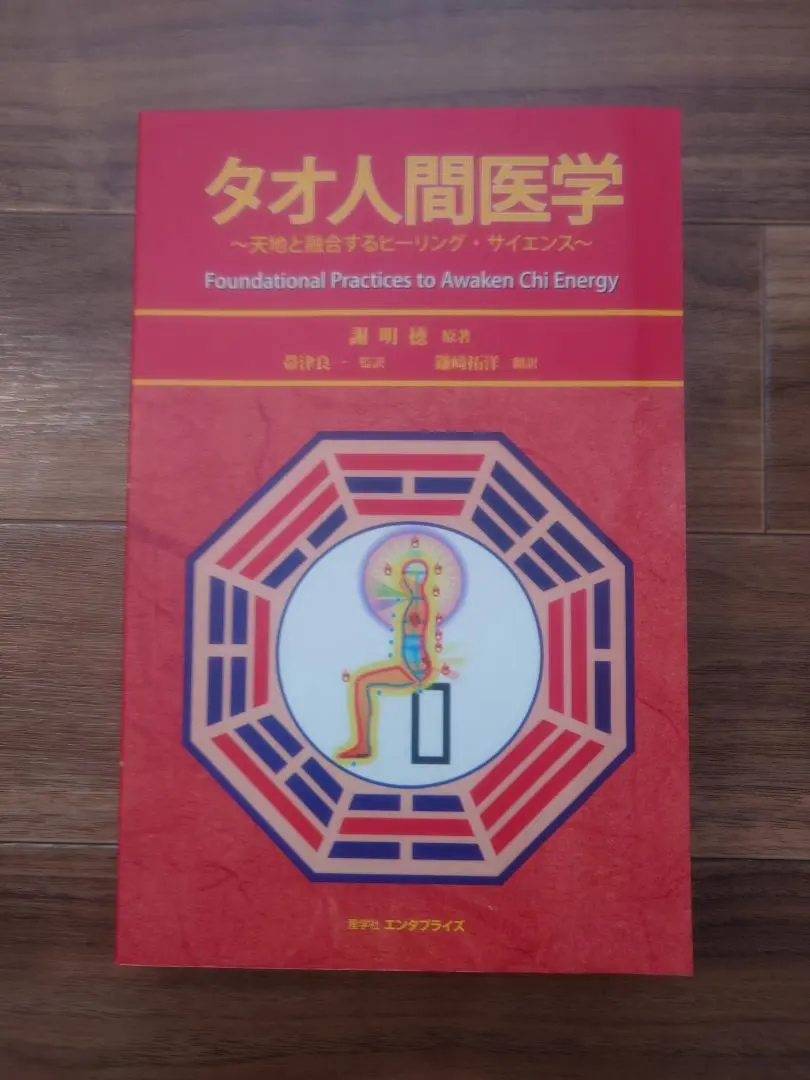 タオ人間医学
～天地と融合するヒーリング・サイエンス～
Foundational Practices to Awaken Chi Energy
謝明徳 原著
帯津良一 監訳 鎌崎拓洋 翻訳
産学社 エンタプライズ